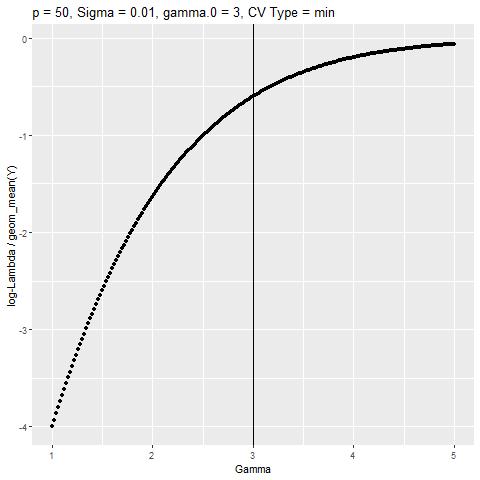 p = 50, Sigma = 0.01, gamma.0 = 3, CV Type = min
log-Lambda / geom_mean(Y)
0
-1
-2
-3
-4
1 2 3 4 5
Gamma